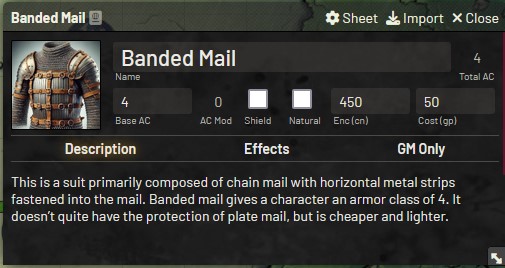 Banded Mail Sheet Import Close
Banded Mail 4
Name Total AC
4 0 450 50
Base AC AC Mod Shield Natural Enc (cn) Cost (gp)
Description Effects GM Only
This is a suit primarily composed of chain mail with horizontal metal strips
fastened into the mail. Banded mail gives a character an armor class of 4. It
doesn't quite have the protection of plate mail, but is cheaper and lighter.